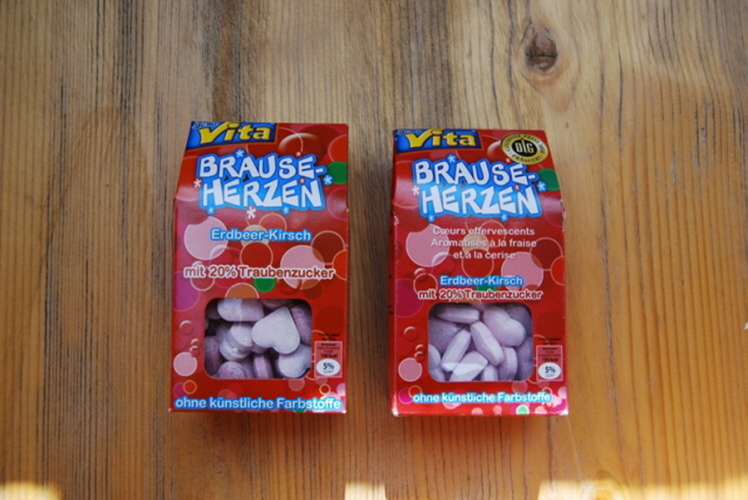 Vita
BRAUSE-
HERZEN
Erdbeer-Kirsch
mit 20% Traubenzucker
5%
ohne künstliche Farbstoffe
Vita
DLG
BRAUSE-
HERZEN
Cœurs effervescents
Aromatisés à la fraise
et à la cerise
Erdbeer-Kirsch
mit 20% Traubenzucker
5%
ohne künstliche Farbstoffe